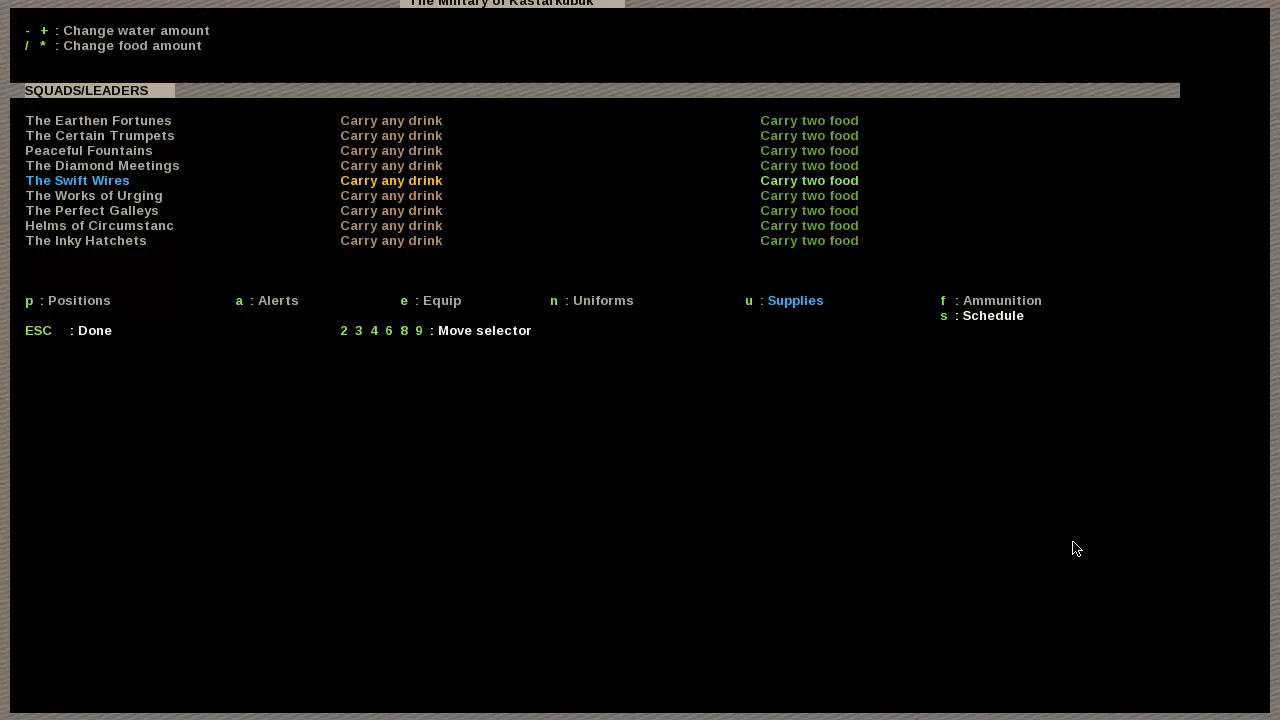 The Military of Kastarkubuk
- + : Change water amount
/ * : Change food amount
SQUADS/LEADERS
The Earthen Fortunes Carry any drink Carry two food
The Certain Trumpets Carry any drink Carry two food
Peaceful Fountains Carry any drink Carry two food
The Diamond Meetings Carry any drink Carry two food
The Swift Wires Carry any drink Carry two food
The Works of Urging Carry any drink Carry two food
The Perfect Galleys Carry any drink Carry two food
Helms of Circumstanc Carry any drink Carry two food
The Inky Hatchets Carry any drink Carry two food
p : Positions a : Alerts e : Equip n : Uniforms u : Supplies f : Ammunition
s : Schedule
ESC : Done 2 3 4 6 8 9 : Move selector